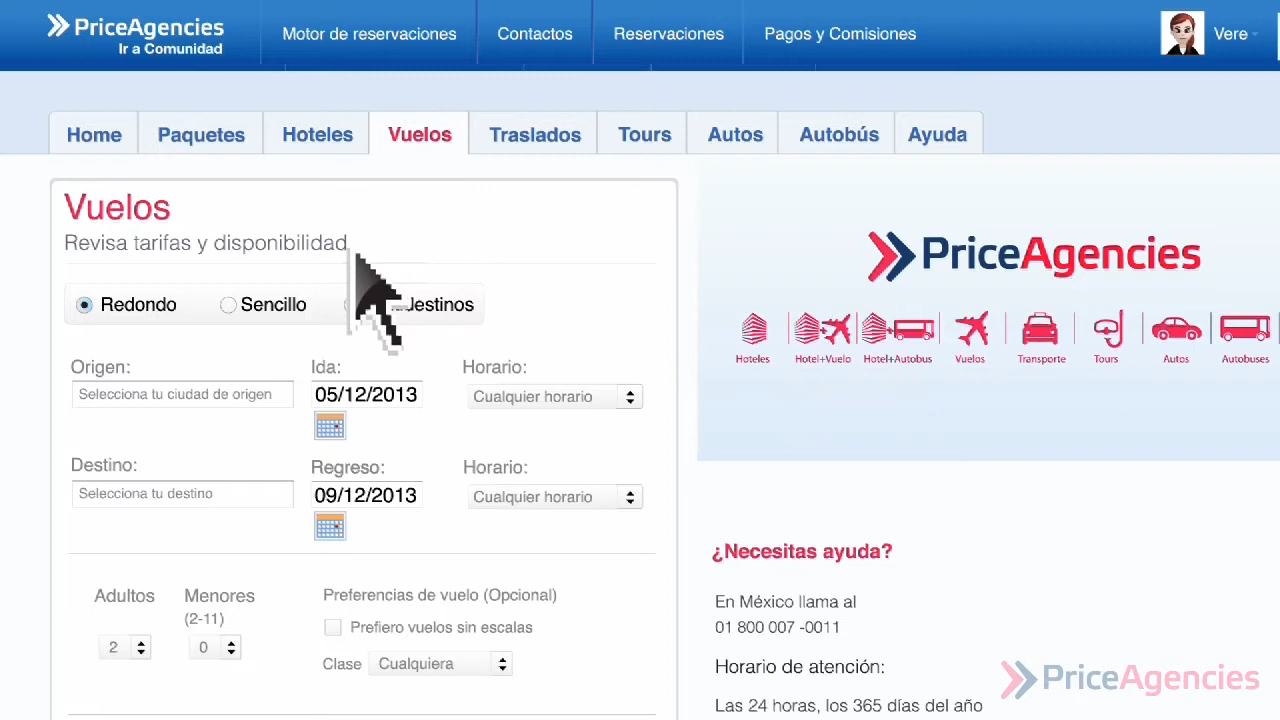 PriceAgencies
Ir a Comunidad
Motor de reservaciones
Contactos
Reservaciones
Pagos y Comisiones
Vere
Home
Paquetes
Hoteles
Vuelos
Traslados
Tours
Autos
Autobús
Ayuda
Vuelos
Revisa tarifas y disponibilidad
Redondo
Sencillo
destinos
Origen:
Ida:
Horario:
Selecciona tu ciudad de origen
05/12/2013
Cualquier horario
Destino:
Regreso:
Horario:
Selecciona tu destino
09/12/2013
Cualquier horario
Adultos
Menores
(2-11)
2
0
Preferencias de vuelo (Opcional)
Prefiero vuelos sin escalas
Clase
Cualquiera
PriceAgencies
Hoteles
Hotel+Vuelo
Hotel+Autobus
Vuelos
Transporte
Tours
Autos
Autobuses
¿Necesitas ayuda?
En México llama al
01 800 007 -0011
Horario de atención:
Las 24 horas, los 365 días del año
PriceAgencies